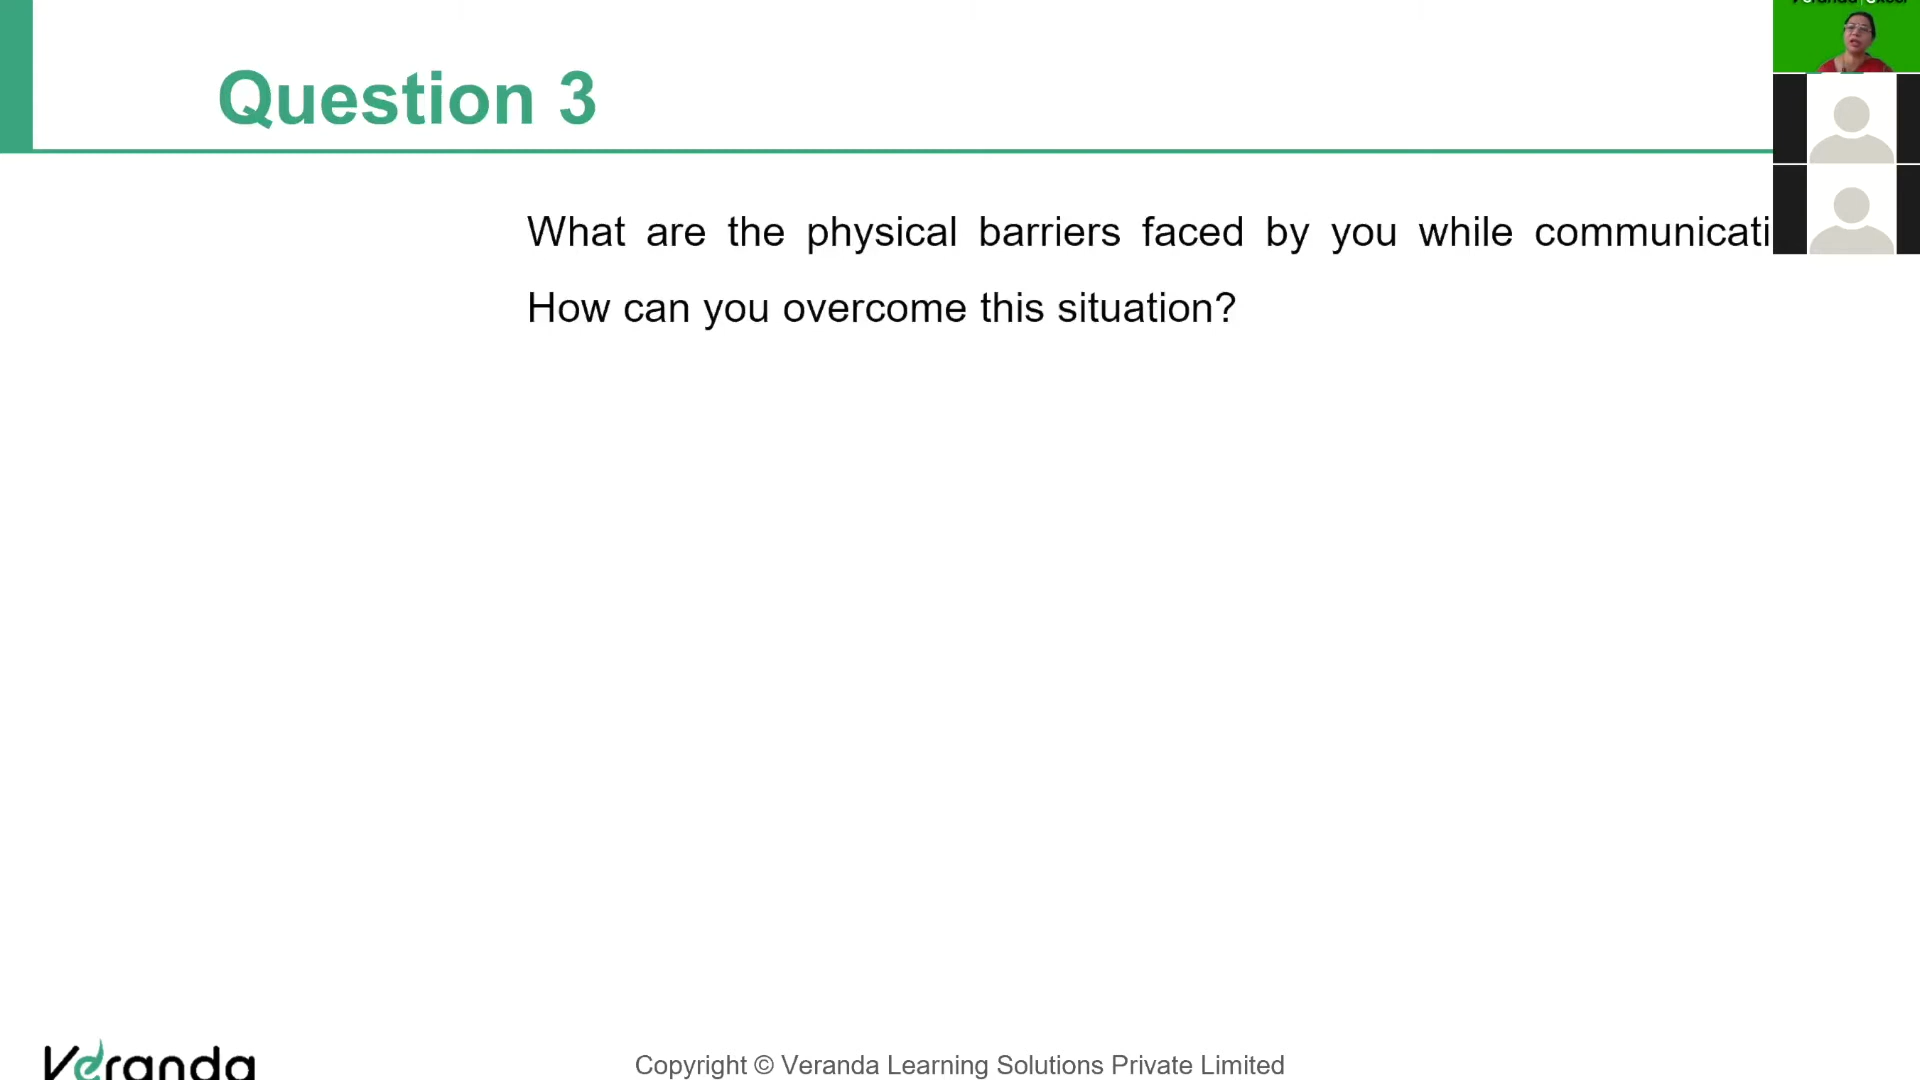 Question 3
What are the physical barriers faced by you while communicati
How can you overcome this situation?
Veranda
Copyright © Veranda Learning Solutions Private Limited